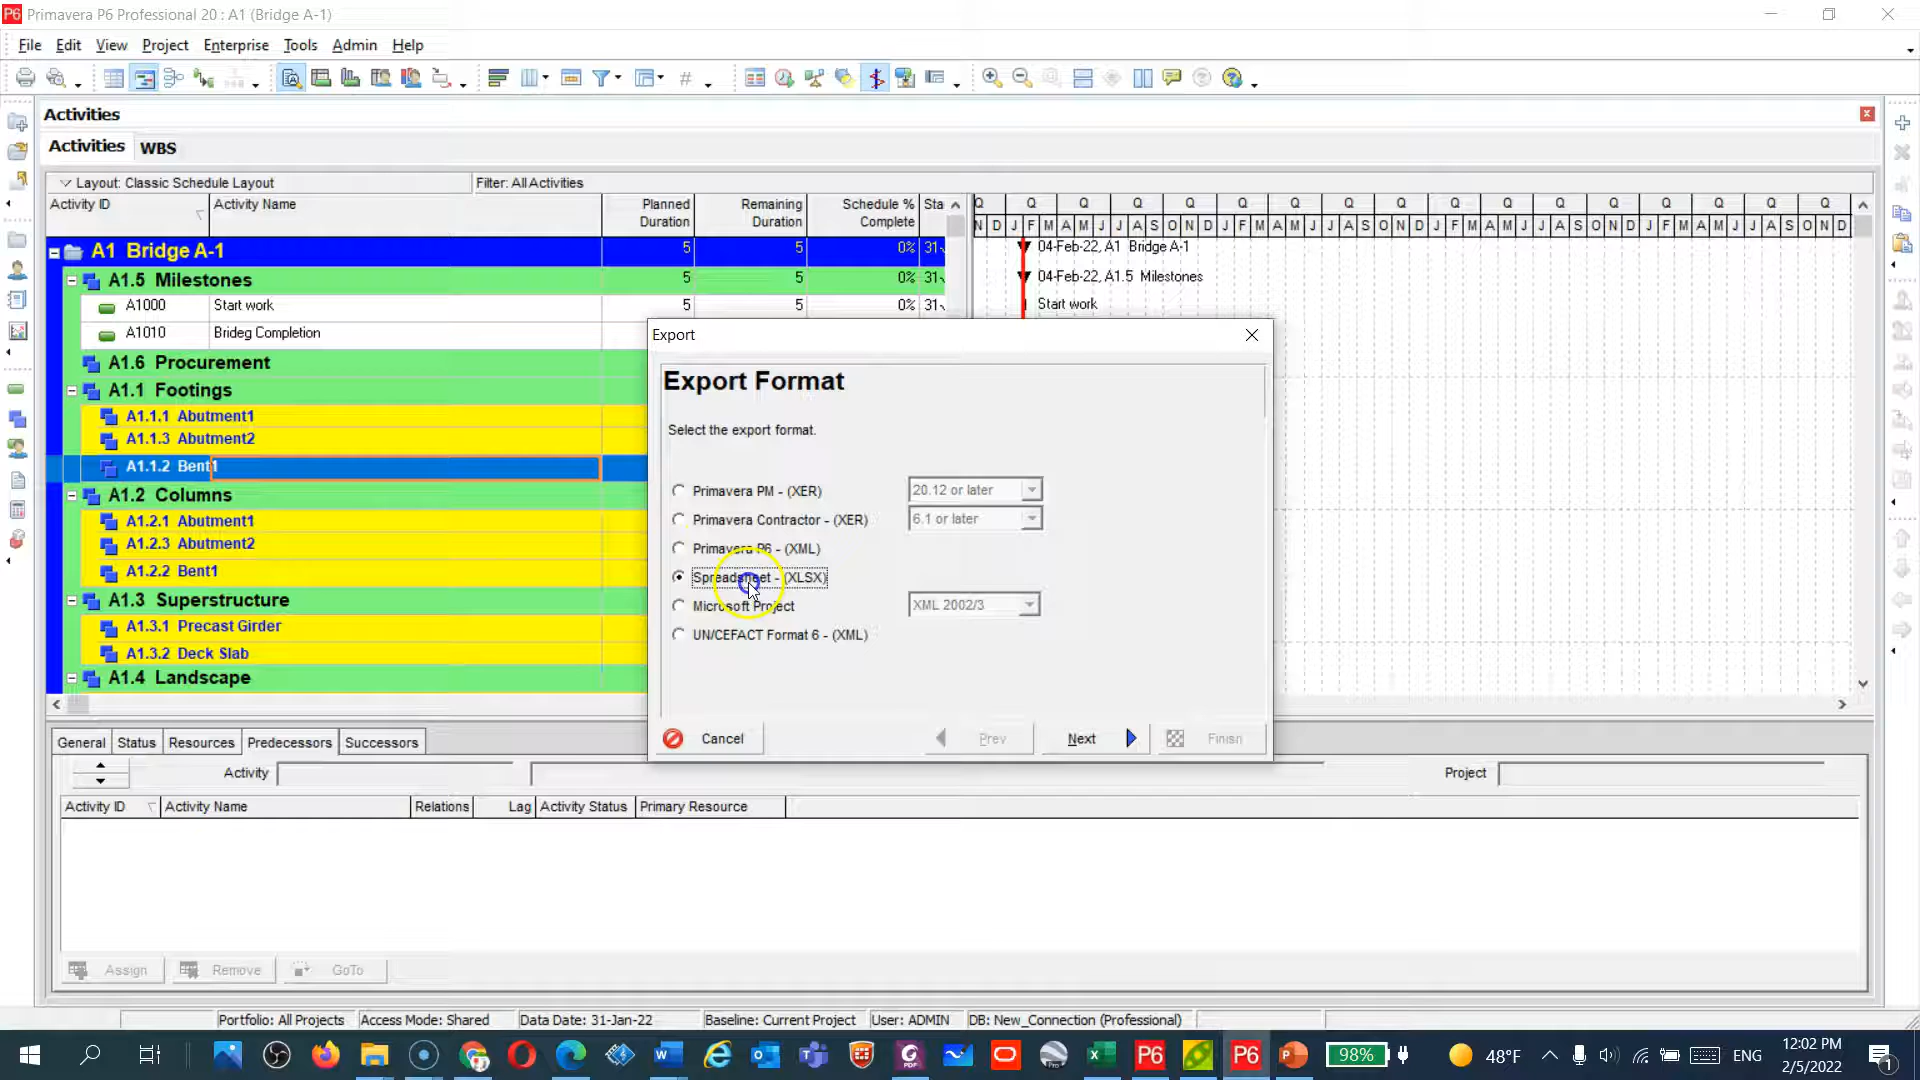 Primavera P6 Professional 20 : A1 (Bridge A-1)
File Edit View Project Enterprise Tools Admin Help
Activities
Activities WBS
Layout: Classic Schedule Layout Filter: All Activities
Activity ID Activity Name Planned Duration Remaining Duration Schedule % Complete Sta
Q Q Q Q Q Q Q Q Q Q Q Q Q Q Q Q Q
N D J F M A M J J A S O N D J F M A M J J A S O N D J F M A M J J A S O N D J F M A M J J A S O N D
A1 Bridge A-1 5 5 0% 31 04-Feb-22, A1 Bridge A-1
A1.5 Milestones 5 5 0% 31 04-Feb-22, A1.5 Milestones
A1000 Start work 5 5 0% 31 Start work
A1010 Brideg Completion
A1.6 Procurement
A1.1 Footings
A1.1.1 Abutment1
A1.1.3 Abutment2
A1.1.2 Bent1
A1.2 Columns
A1.2.1 Abutment1
A1.2.3 Abutment2
A1.2.2 Bent1
A1.3 Superstructure
A1.3.1 Precast Girder
A1.3.2 Deck Slab
A1.4 Landscape
Export
Export Format
Select the export format.
Primavera PM - (XER) 20.12 or later
Primavera Contractor - (XER) 6.1 or later
Primavera P6 - (XML)
Spreadsheet - (XLSX)
Microsoft Project XML 2002/3
UN/CEFACT Format 6 - (XML)
Cancel Prev Next Finish
General Status Resources Predecessors Successors
Activity Project
Activity ID Activity Name Relations Lag Activity Status Primary Resource
Assign Remove GoTo
Portfolio: All Projects Access Mode: Shared Data Date: 31-Jan-22 Baseline: Current Project User: ADMIN DB: New_Connection (Professional)
98% 48°F ENG 12:02 PM
2/5/2022